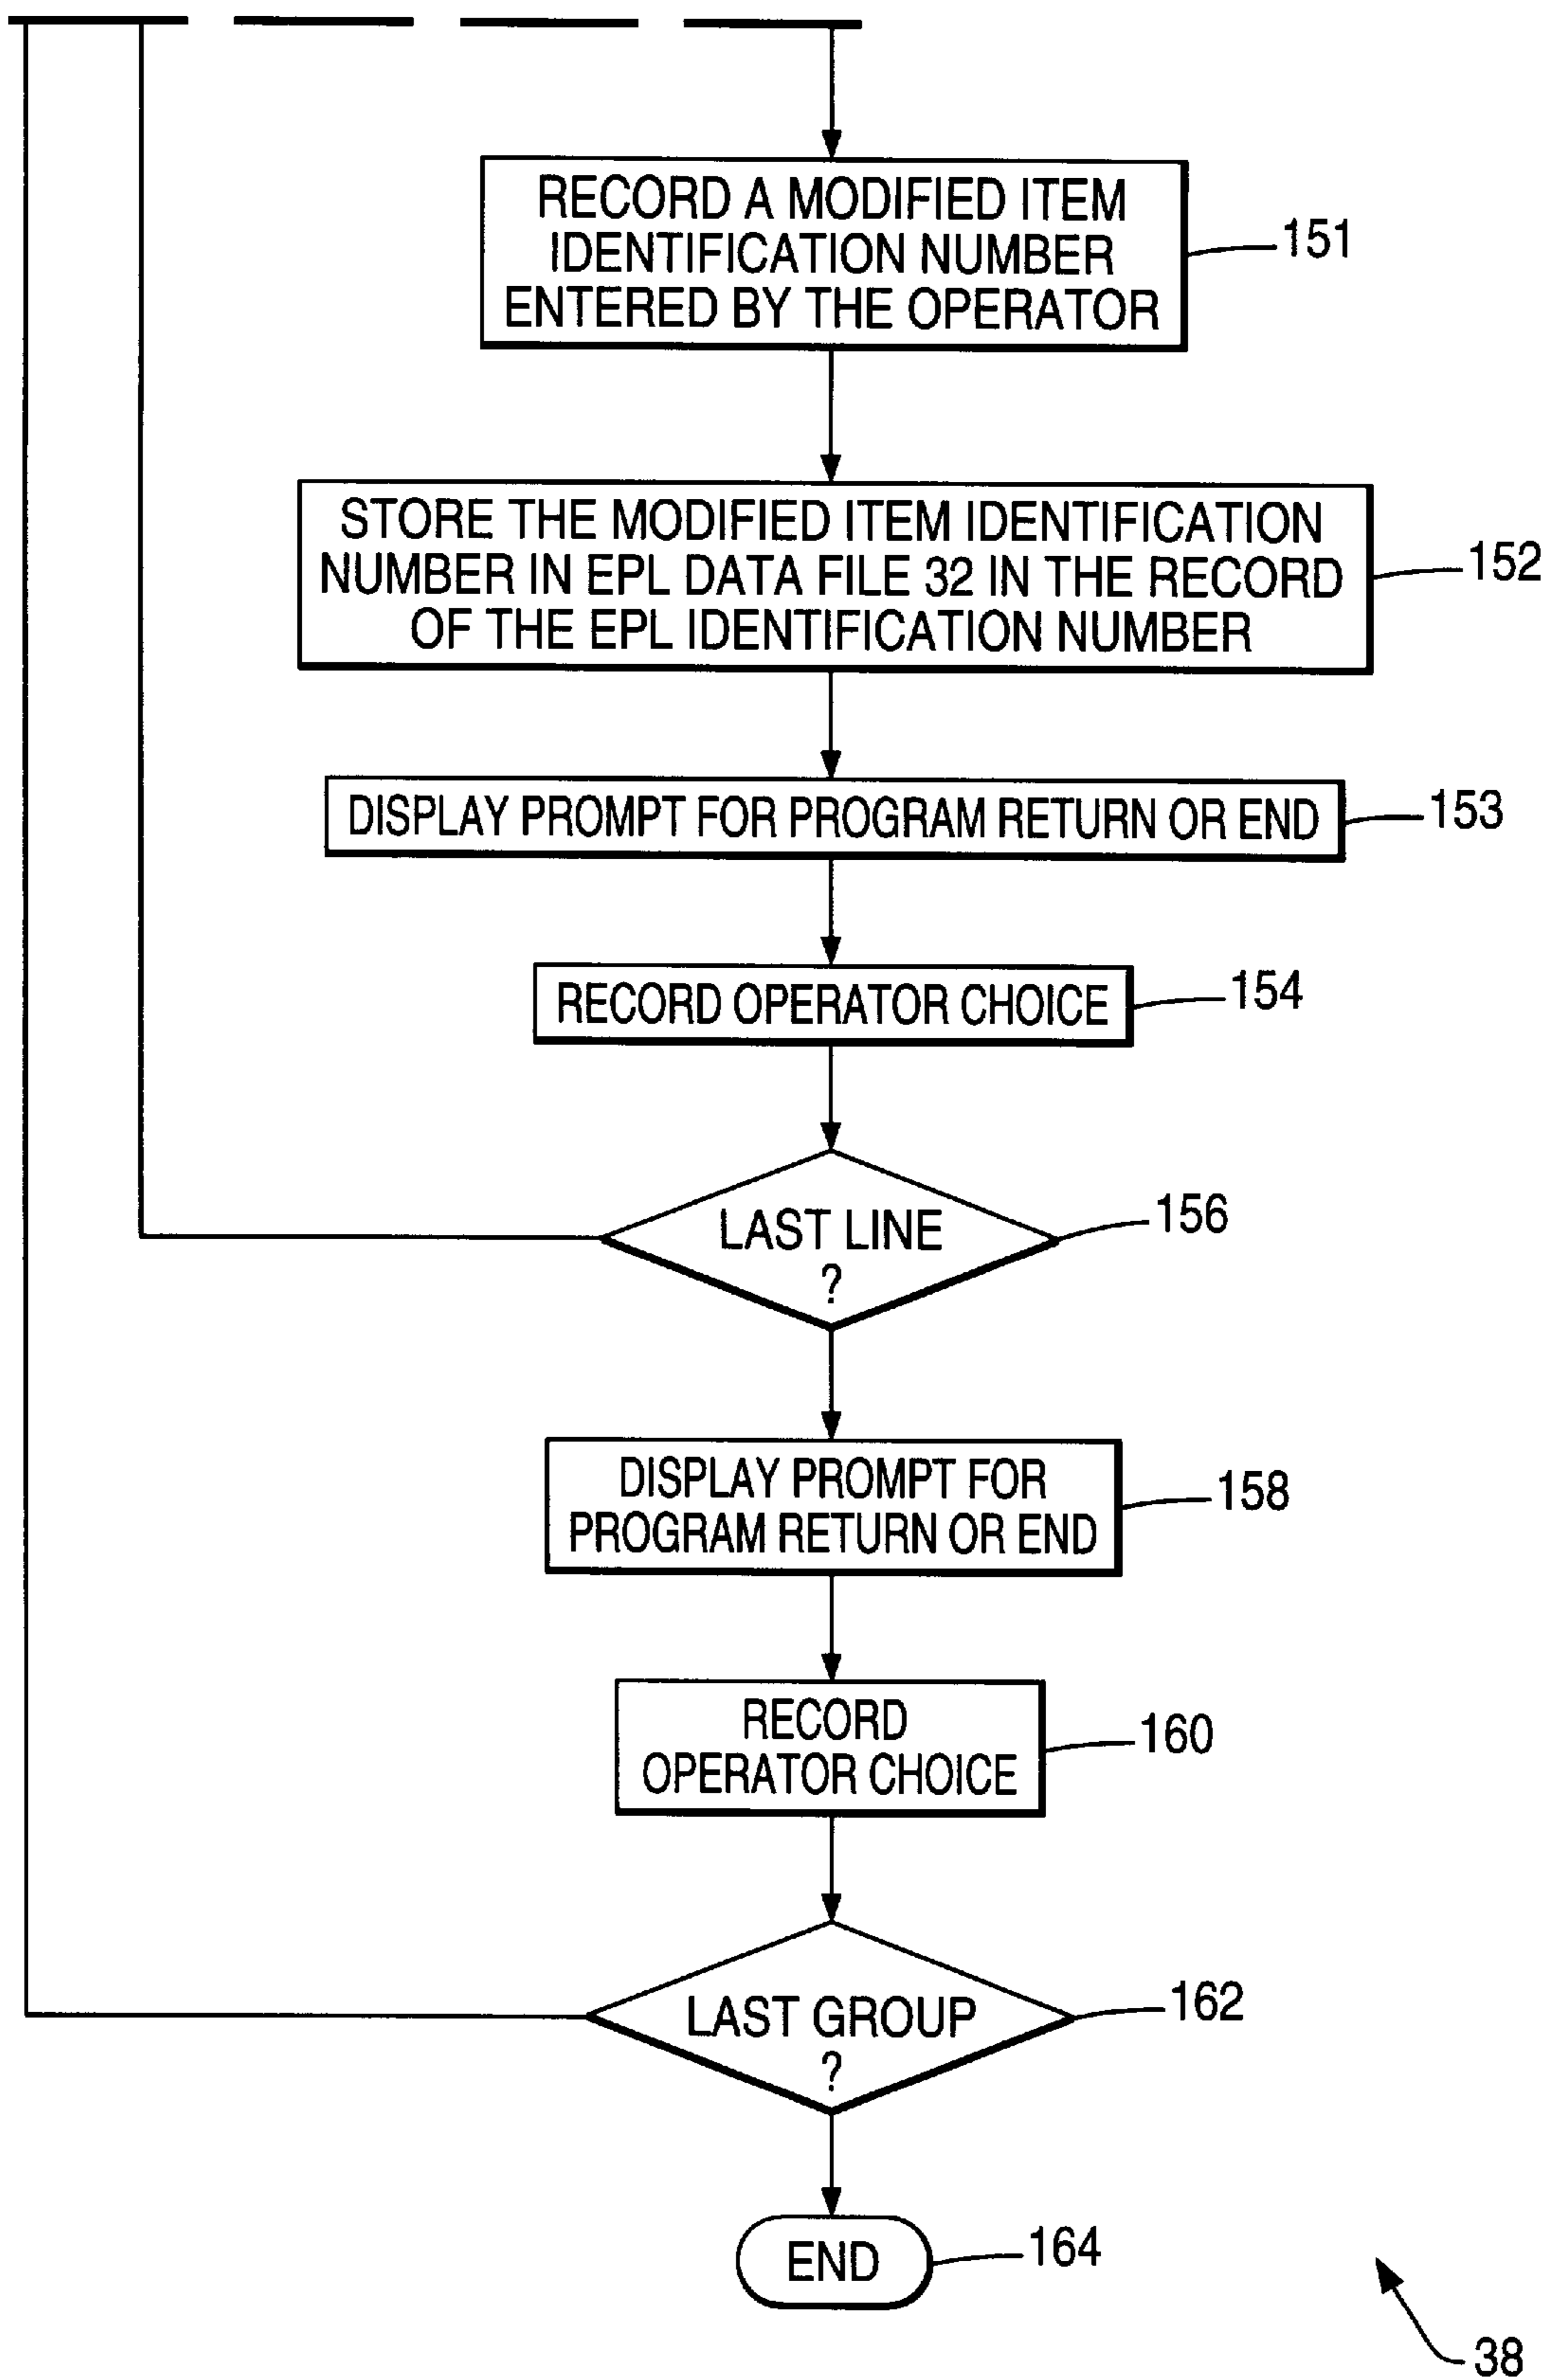 RECORD A MODIFIED ITEM
IDENTIFICATION NUMBER
ENTERED BY THE OPERATOR
151
STORE THE MODIFIED ITEM IDENTIFICATION
NUMBER IN EPL DATA FILE 32 IN THE RECORD
OF THE EPL IDENTIFICATION NUMBER
152
DISPLAY PROMPT FOR PROGRAM RETURN OR END
153
RECORD OPERATOR CHOICE
154
LAST LINE
?
156
DISPLAY PROMPT FOR
PROGRAM RETURN OR END
158
RECORD
OPERATOR CHOICE
160
LAST GROUP
?
162
END
164
38